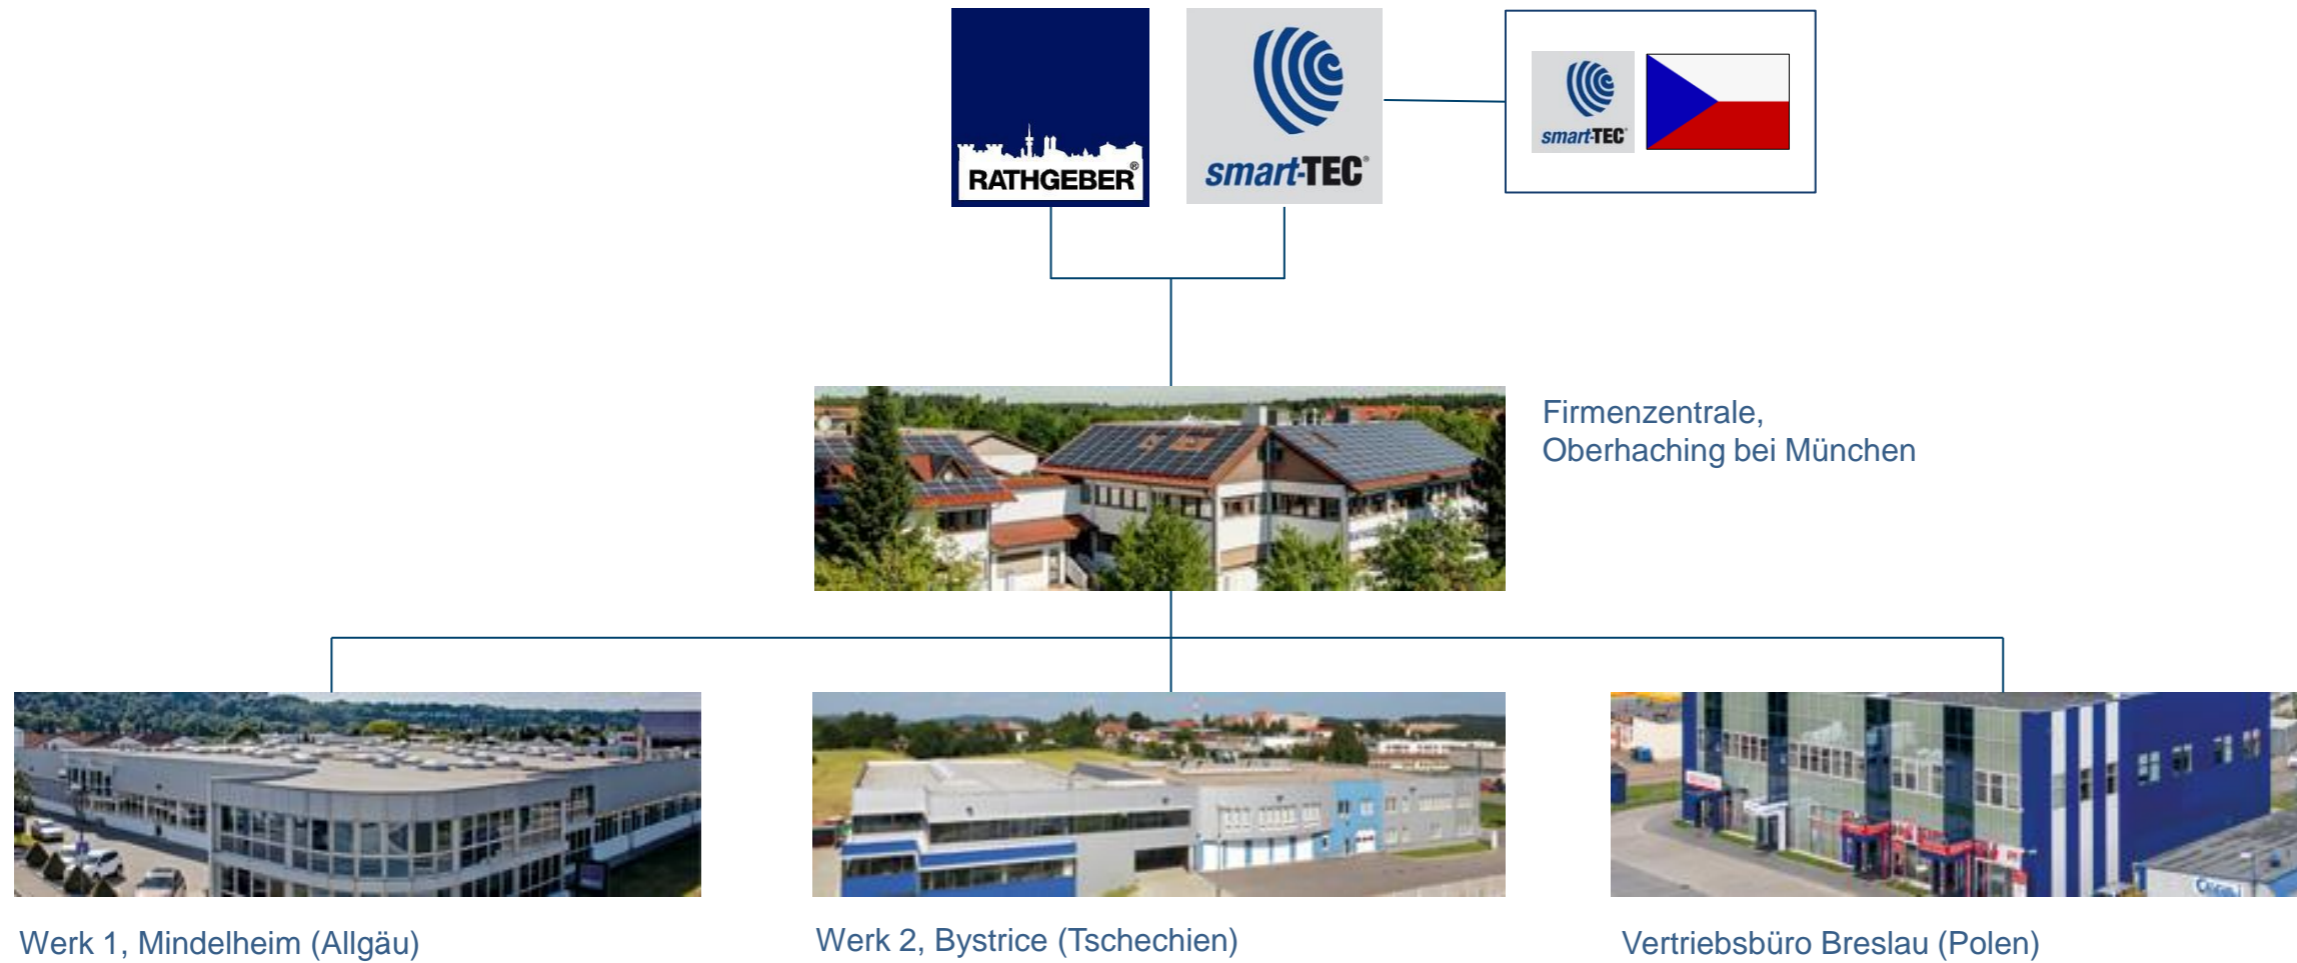 RATHGEBER®
smart-TEC®
smart-TEC®
Firmenzentrale,
Oberhaching bei München
Werk 1, Mindelheim (Allgäu)
Werk 2, Bystrice (Tschechien)
Vertriebsbüro Breslau (Polen)